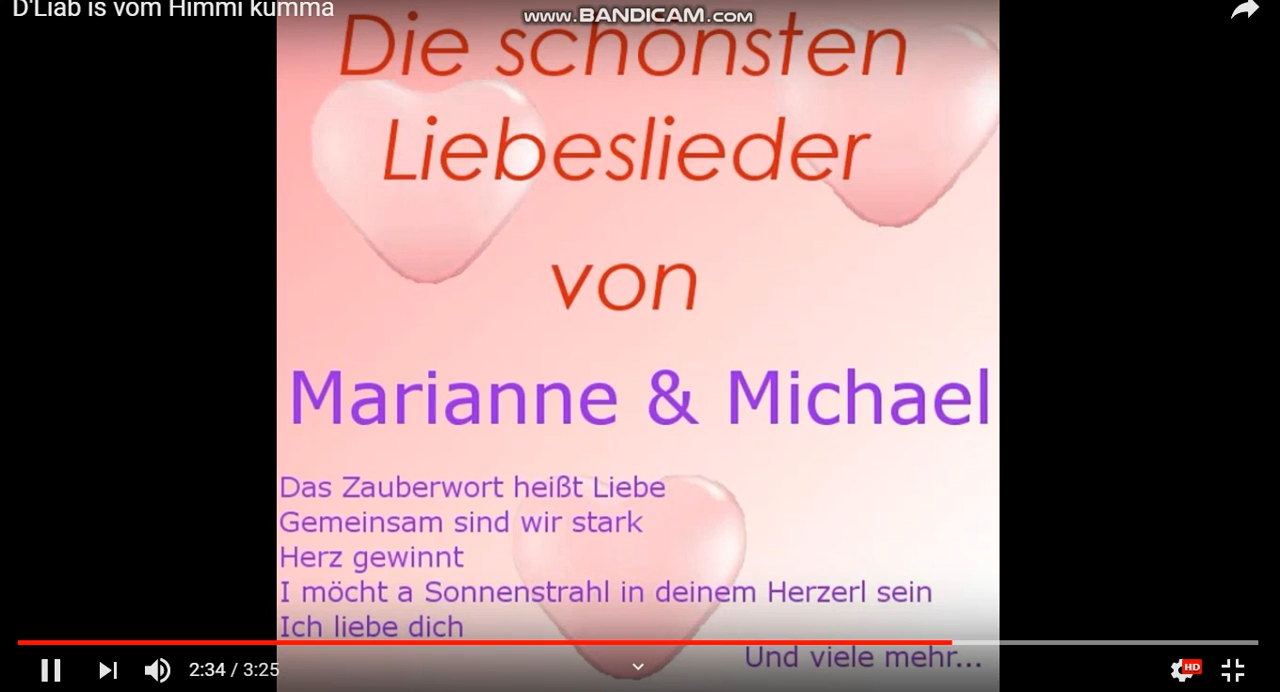 D'Liab is vom Himmi kumma
www.BANDICAM.com
Die schönsten
Liebeslieder
von
Marianne & Michael
Das Zauberwort heißt Liebe
Gemeinsam sind wir stark
Herz gewinnt
I möcht a Sonnenstrahl in deinem Herzerl sein
Ich liebe dich
Und viele mehr...
2:34 / 3:25
HD